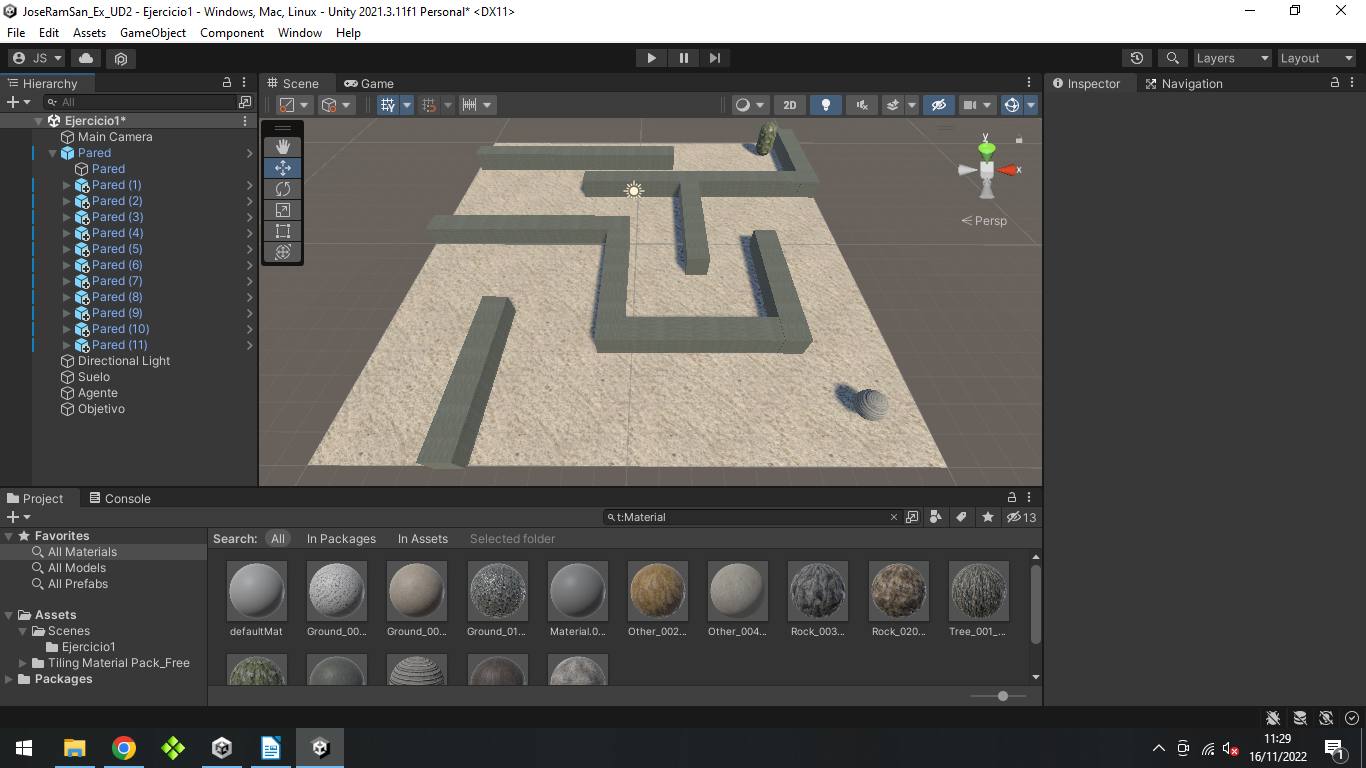 JoseRamSan_Ex_UD2 - Ejercicio1 - Windows, Mac, Linux - Unity 2021.3.11f1 Personal* <DX11>
File Edit Assets GameObject Component Window Help
JS Layers Layout
Hierarchy
All
Ejercicio1*
Main Camera
Pared
Pared
Pared (1)
Pared (2)
Pared (3)
Pared (4)
Pared (5)
Pared (6)
Pared (7)
Pared (8)
Pared (9)
Pared (10)
Pared (11)
Directional Light
Suelo
Agente
Objetivo
Scene Game
2D
y
x
Persp
Inspector Navigation
Project Console
t:Material
13
Favorites
All Materials
All Models
All Prefabs
Assets
Scenes
Ejercicio1
Tiling Material Pack_Free
Packages
Search: All In Packages In Assets Selected folder
defaultMat Ground_00... Ground_00... Ground_01... Material.0... Other_002... Other_004... Rock_003... Rock_020... Tree_001_...
11:29
16/11/2022
1